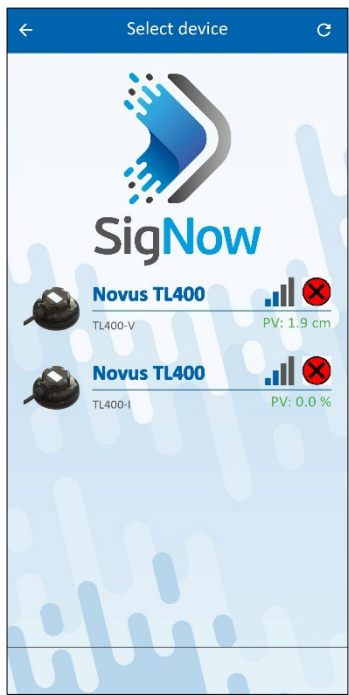 Select device
SigNow
Novus TL400
TL400-V
PV: 1.9 cm
Novus TL400
TL400-I
PV: 0.0 %